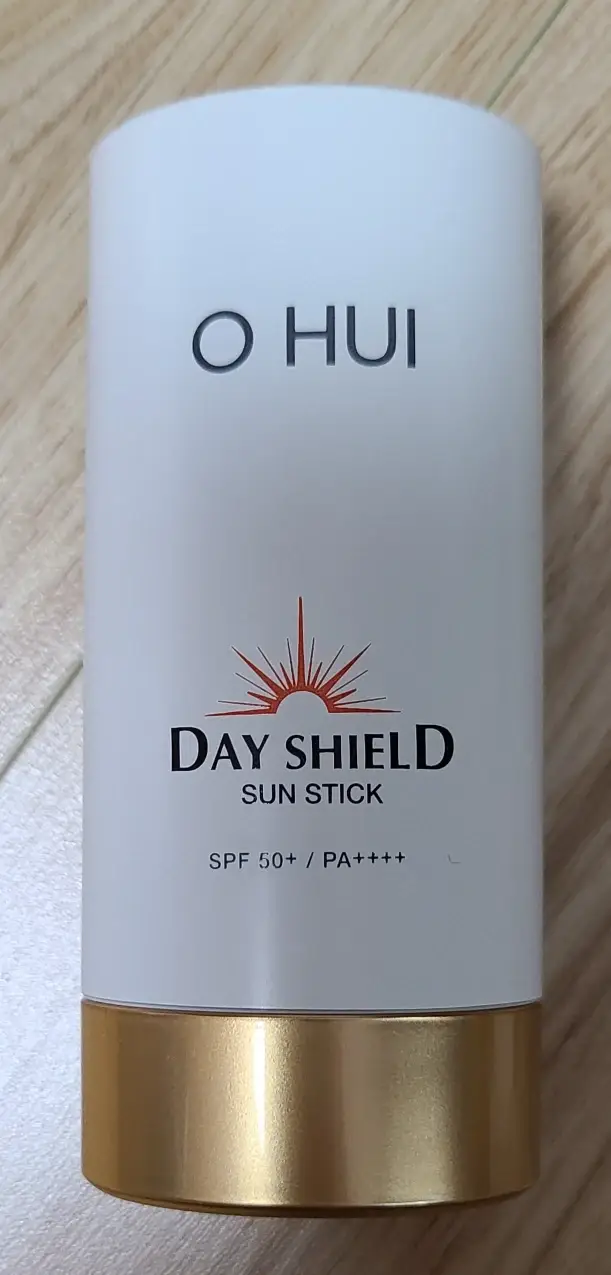 O HUI
DAY SHIELD
SUN STICK
SPF 50+ / PA++++